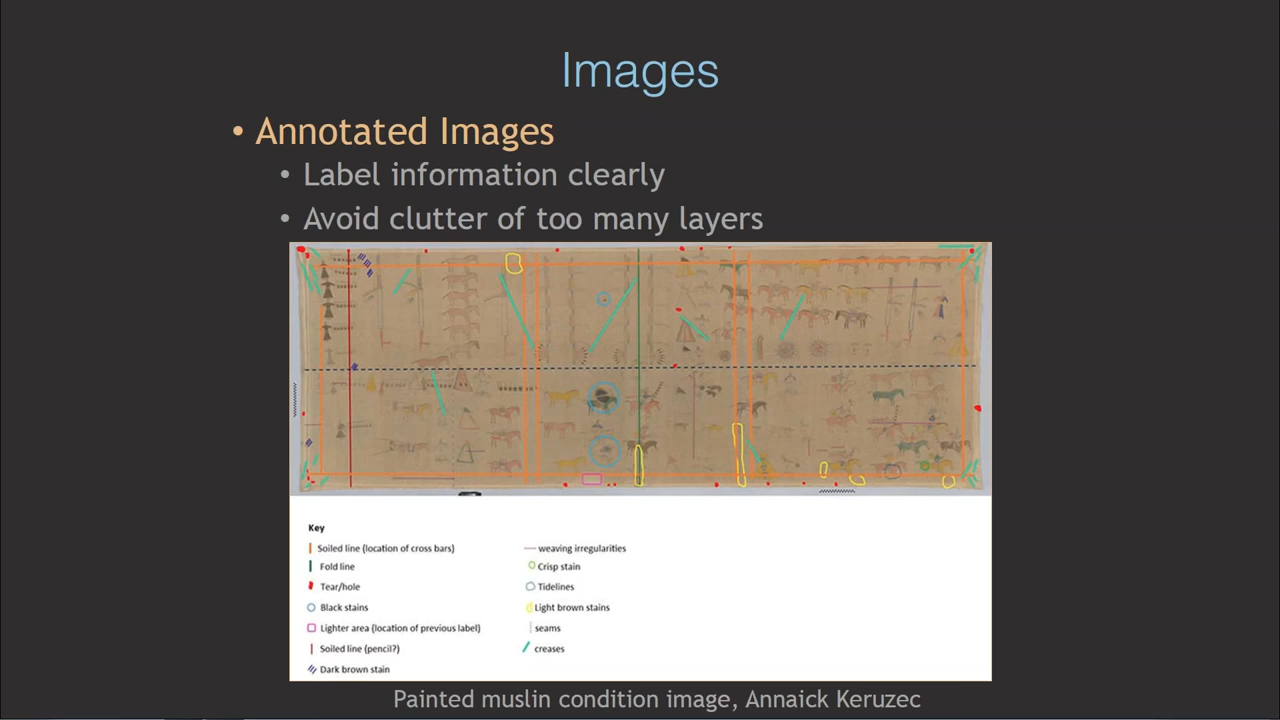 Images
• Annotated Images
• Label information clearly
• Avoid clutter of too many layers
Key
Soiled line (location of cross bars)
Fold line
Tear/hole
Black stains
Lighter area (location of previous label)
Soiled line (pencil?)
Dark brown stain
weaving irregularities
Crisp stain
Tidelines
Light brown stains
seams
creases
Painted muslin condition image, Annaick Keruzec